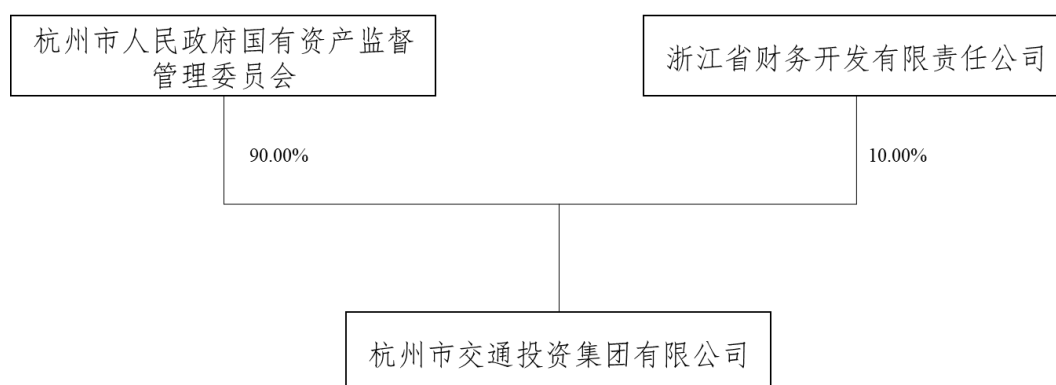 杭州市人民政府国有资产监督
管理委员会
浙江省财务开发有限责任公司
90.00%
10.00%
杭州市交通投资集团有限公司